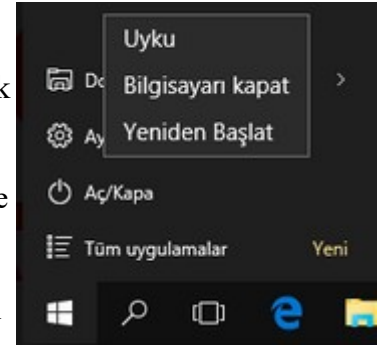 Uyku
Bilgisayarı kapat
Yeniden Başlat
Aç/Kapa
Tüm uygulamalar Yeni